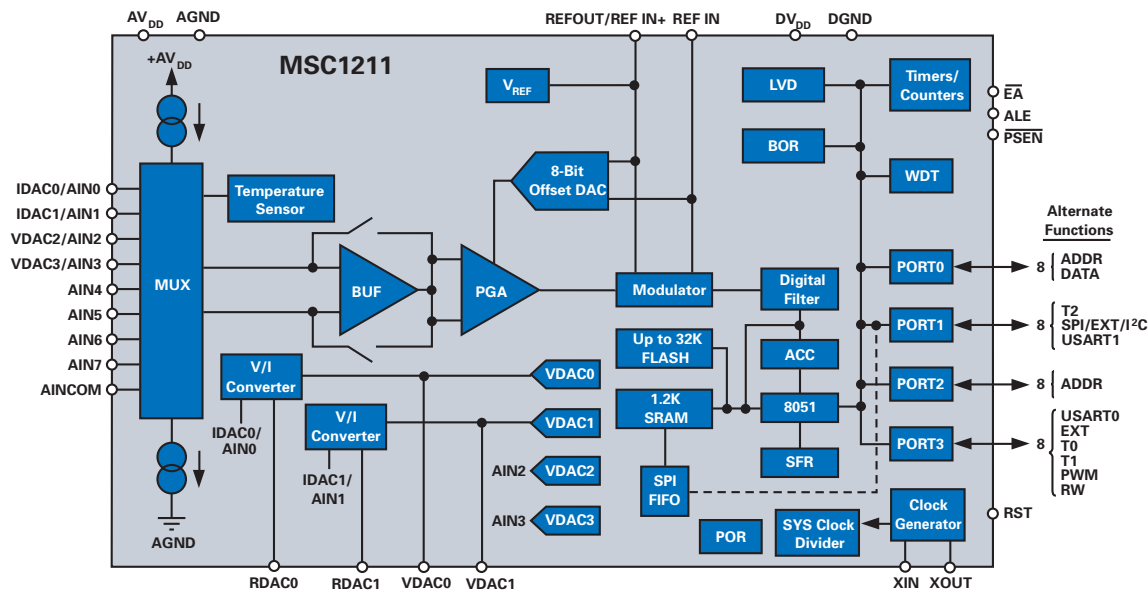 AVDD AGND REFOUT/REF IN+ REF IN DVDD DGND
+AVDD
MSC1211
VREF
LVD
Timers/
Counters
EA
ALE
PSEN
BOR
8-Bit
Offset DAC
WDT
IDAC0/AIN0
IDAC1/AIN1
VDAC2/AIN2
VDAC3/AIN3
AIN4
AIN5
AIN6
AIN7
AINCOM
Temperature
Sensor
MUX
BUF
PGA
Modulator
Digital
Filter
Alternate
Functions
PORT0
8
ADDR
DATA
PORT1
8
T2
SPI/EXT/I²C
USART1
Up to 32K
FLASH
ACC
PORT2
8
ADDR
V/I
Converter
VDAC0
1.2K
SRAM
8051
V/I
Converter
VDAC1
PORT3
8
USART0
EXT
T0
T1
PWM
RW
IDAC0/
AIN0
IDAC1/
AIN1
AIN2
VDAC2
SFR
SPI
FIFO
AIN3
VDAC3
POR
SYS Clock
Divider
Clock
Generator
RST
AGND
RDAC0 RDAC1 VDAC0 VDAC1 XIN XOUT